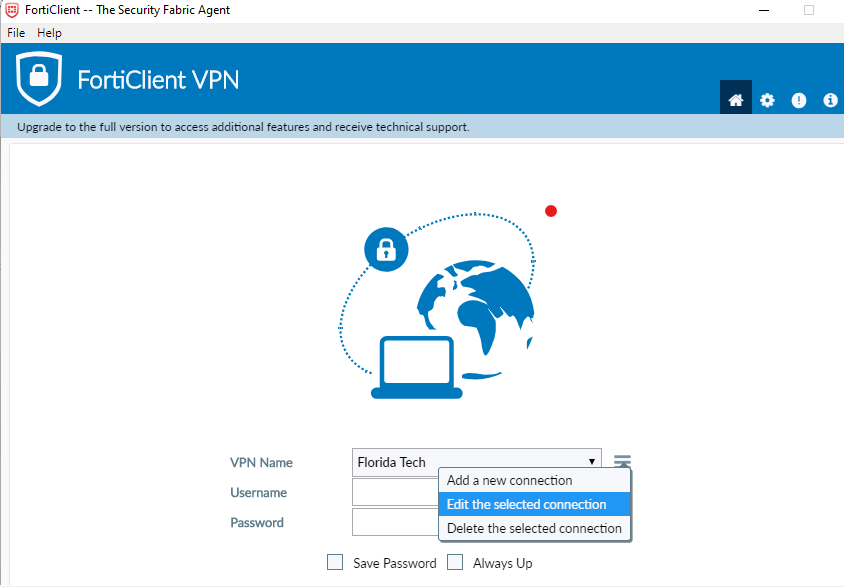 FortiClient -- The Security Fabric Agent
File Help
FortiClient VPN
Upgrade to the full version to access additional features and receive technical support.
VPN Name Florida Tech
Add a new connection
Username
Edit the selected connection
Password
Delete the selected connection
Save Password Always Up